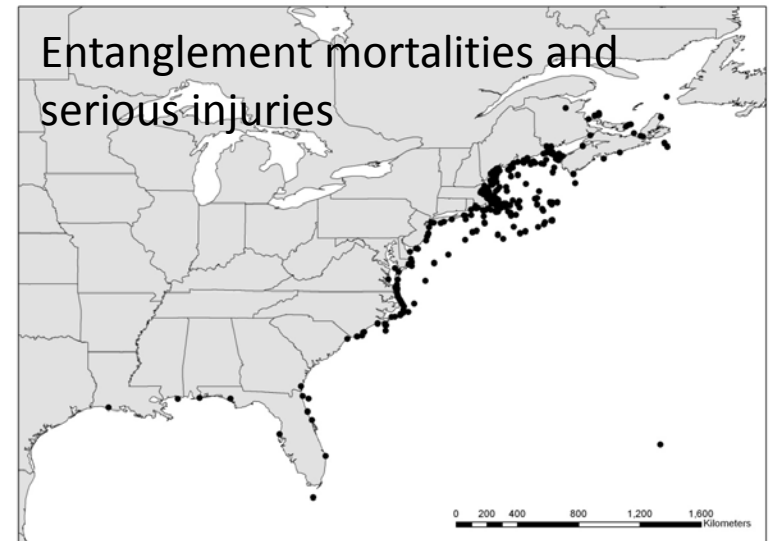 Entanglement mortalities and
serious injuries
0 200 400 800 1,200 1,600
Kilometers